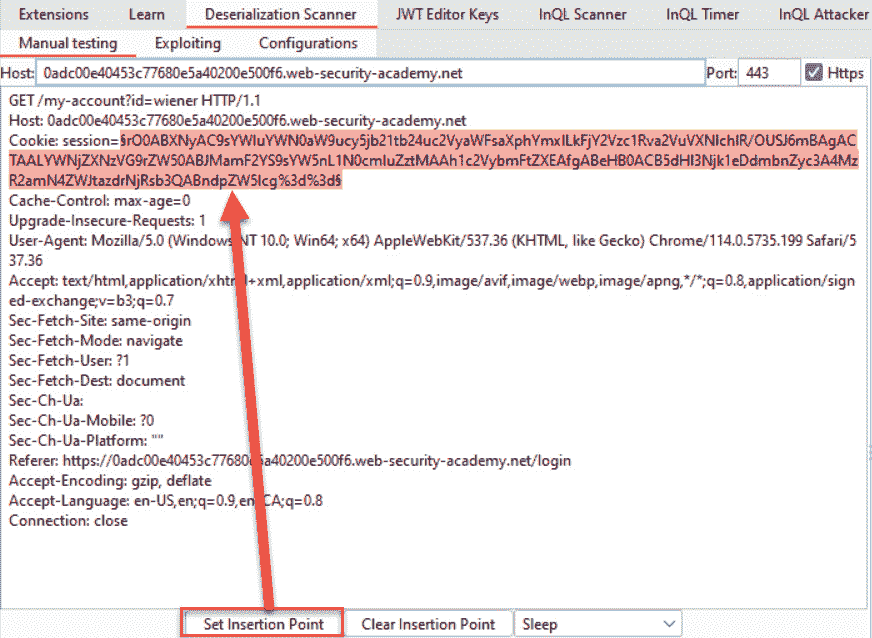 Extensions Learn Deserialization Scanner JWT Editor Keys InQL Scanner InQL Timer InQL Attacker
Manual testing Exploiting Configurations
Host: 0adc00e40453c77680e5a40200e500f6.web-security-academy.net Port: 443 Https
GET /my-account?id=wiener HTTP/1.1
Host: 0adc00e40453c77680e5a40200e500f6.web-security-academy.net
Cookie: session=§rO0ABXNyAC9sYWIuYWN0aW9ucy5jb21tb24uc2VyaWFsaXphYmxlLkFjY2Vzc1Rva2VuVXNlchlR/OUSJ6mBAgAC
TAALYWNjZXNzVG9rZW50ABJMamF2YS9sYW5nL1N0cmluZztMAAh1c2VybmFtZXEAfgABeHB0ACB5dHI3Njk1eDdmbnZyc3A4Mz
R2amN4ZWJtazdrNjRsb3QABndpZW5lcg%3d%3d§
Cache-Control: max-age=0
Upgrade-Insecure-Requests: 1
User-Agent: Mozilla/5.0 (Windows NT 10.0; Win64; x64) AppleWebKit/537.36 (KHTML, like Gecko) Chrome/114.0.5735.199 Safari/5
37.36
Accept: text/html,application/xhtml+xml,application/xml;q=0.9,image/avif,image/webp,image/apng,*/*;q=0.8,application/sign
ed-exchange;v=b3;q=0.7
Sec-Fetch-Site: same-origin
Sec-Fetch-Mode: navigate
Sec-Fetch-User: ?1
Sec-Fetch-Dest: document
Sec-Ch-Ua:
Sec-Ch-Ua-Mobile: ?0
Sec-Ch-Ua-Platform: ""
Referer: https://0adc00e40453c77680e5a40200e500f6.web-security-academy.net/login
Accept-Encoding: gzip, deflate
Accept-Language: en-US,en;q=0.9,en-CA;q=0.8
Connection: close
Set Insertion Point Clear Insertion Point Sleep